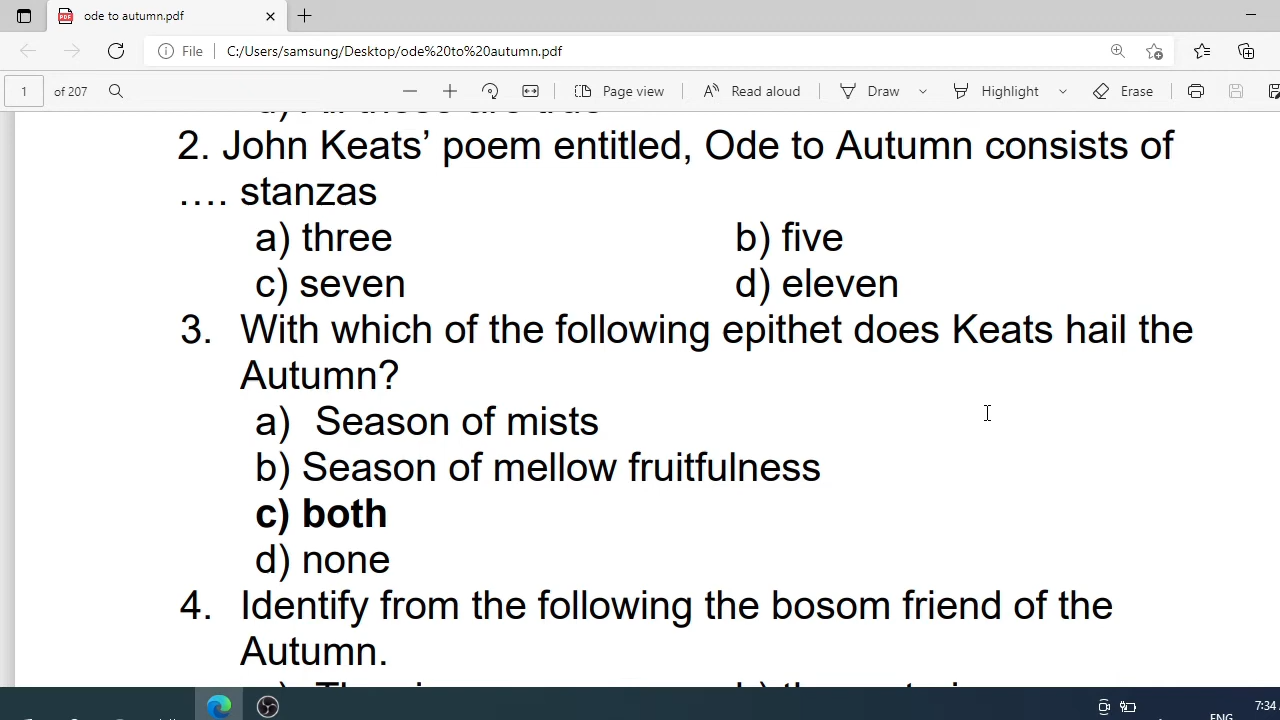 ode to autumn.pdf
File
C:/Users/samsung/Desktop/ode%20to%20autumn.pdf
1 of 207
Page view
Read aloud
Draw
Highlight
Erase
2. John Keats’ poem entitled, Ode to Autumn consists of
…. stanzas
a) three b) five
c) seven d) eleven
3. With which of the following epithet does Keats hail the
Autumn?
a) Season of mists
b) Season of mellow fruitfulness
c) both
d) none
4. Identify from the following the bosom friend of the
Autumn.
ENG
7:34